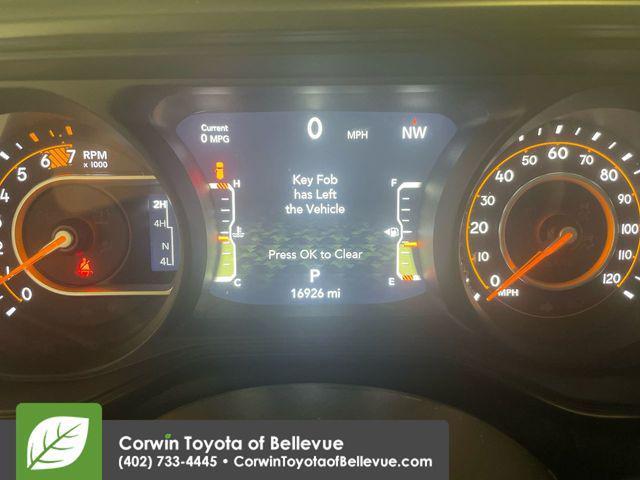 Current
0 MPG
0 MPH
NW
7
6
5
4
3
2
1
0
RPM
x 1000
2H
4H
N
4L
H
C
Key Fob
has Left
the Vehicle
Press OK to Clear
P
16926 mi
F
E
0
20
30
40
50
60
70
80
100
110
120
MPH
Corwin Toyota of Bellevue
(402) 733-4445 • CorwinToyotaofBellevue.com